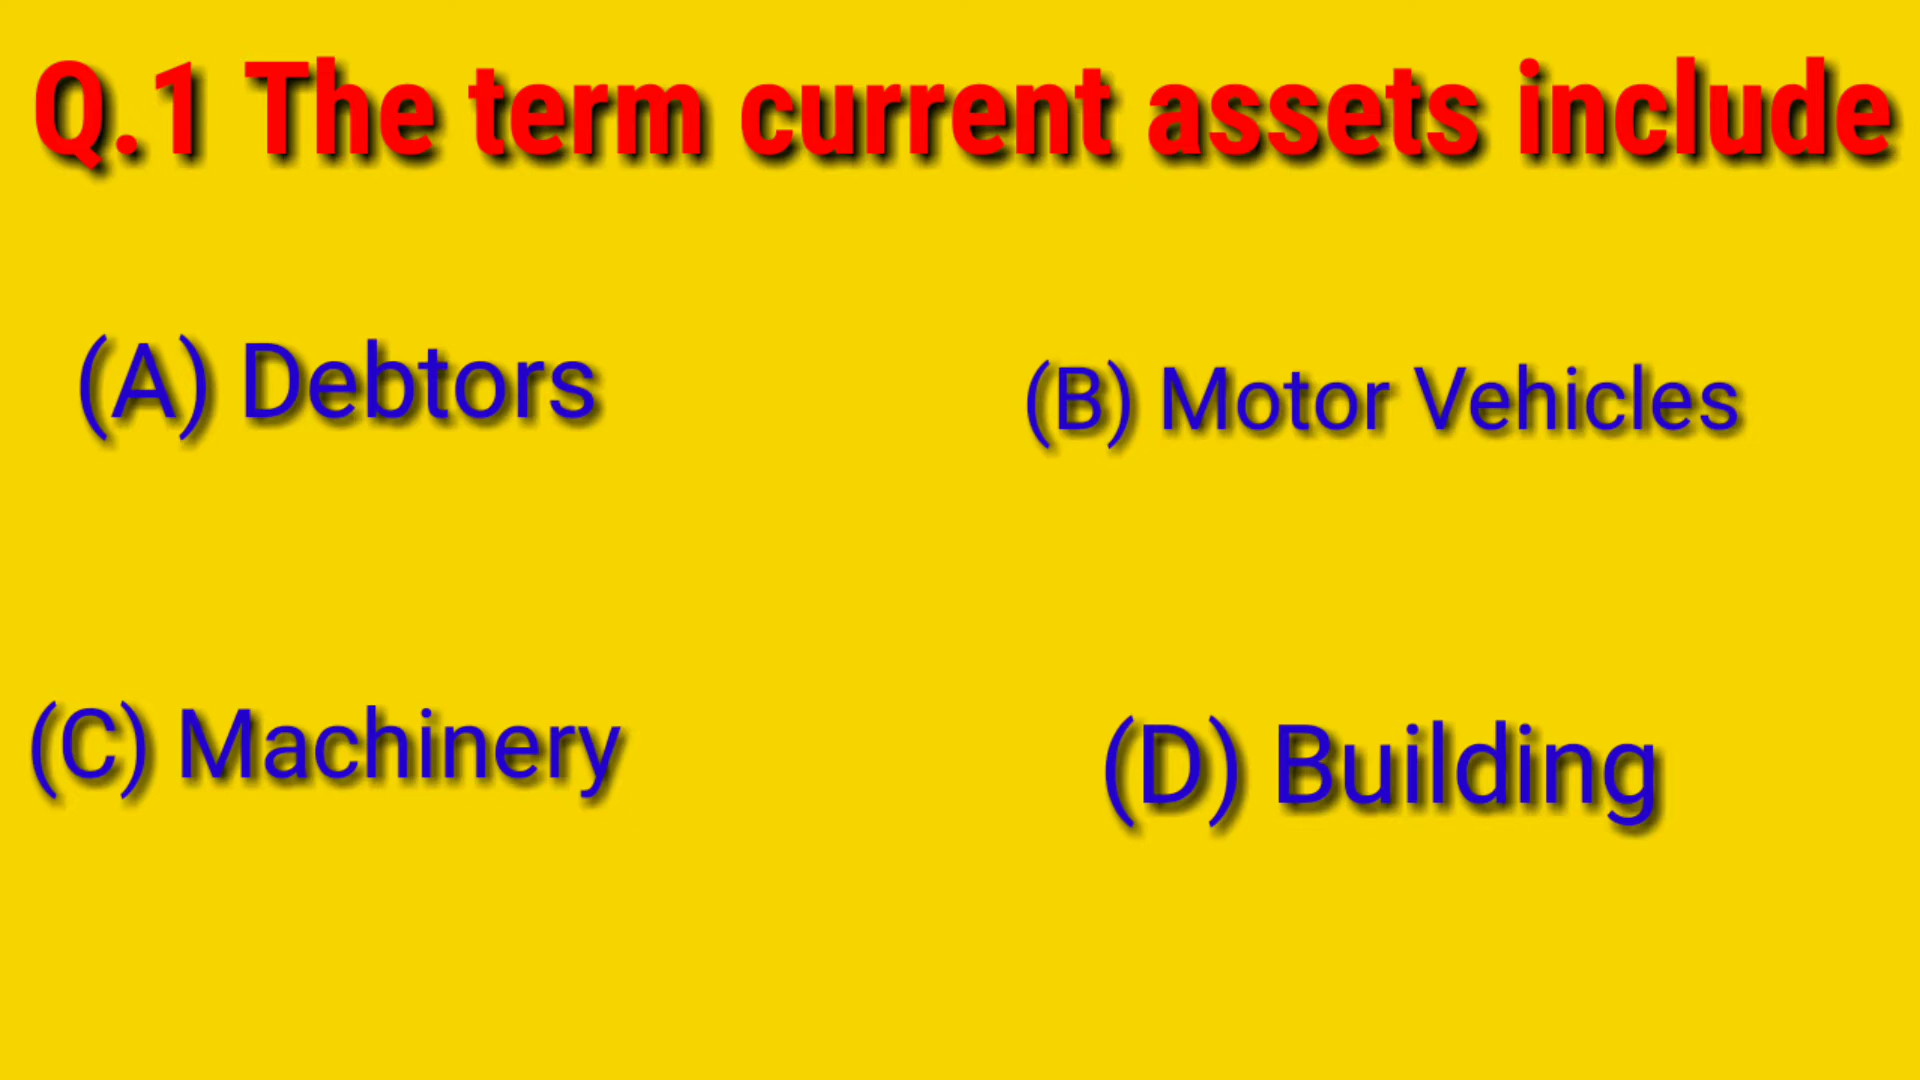 Q.1 The term current assets include
(A) Debtors
(B) Motor Vehicles
(C) Machinery
(D) Building